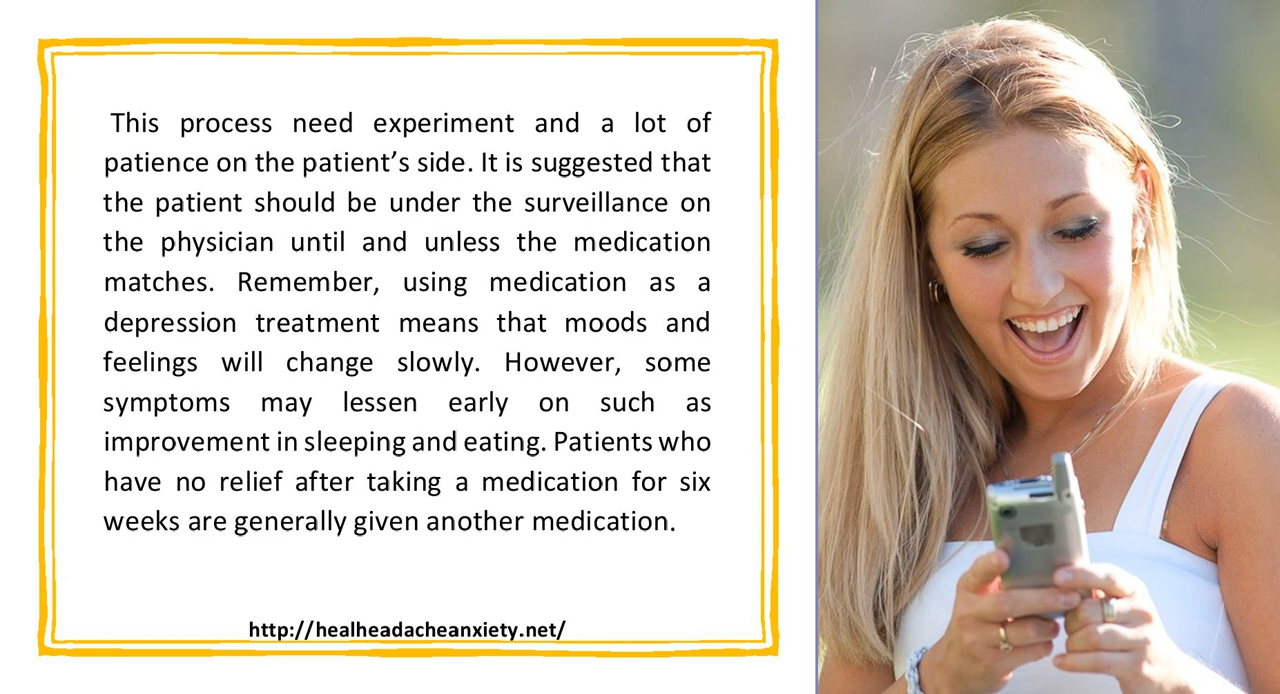 This process need experiment and a lot of
patience on the patient’s side. It is suggested that
the patient should be under the surveillance on
the physician until and unless the medication
matches. Remember, using medication as a
depression treatment means that moods and
feelings will change slowly. However, some
symptoms may lessen early on such as
improvement in sleeping and eating. Patients who
have no relief after taking a medication for six
weeks are generally given another medication.
http://healheadacheanxiety.net/